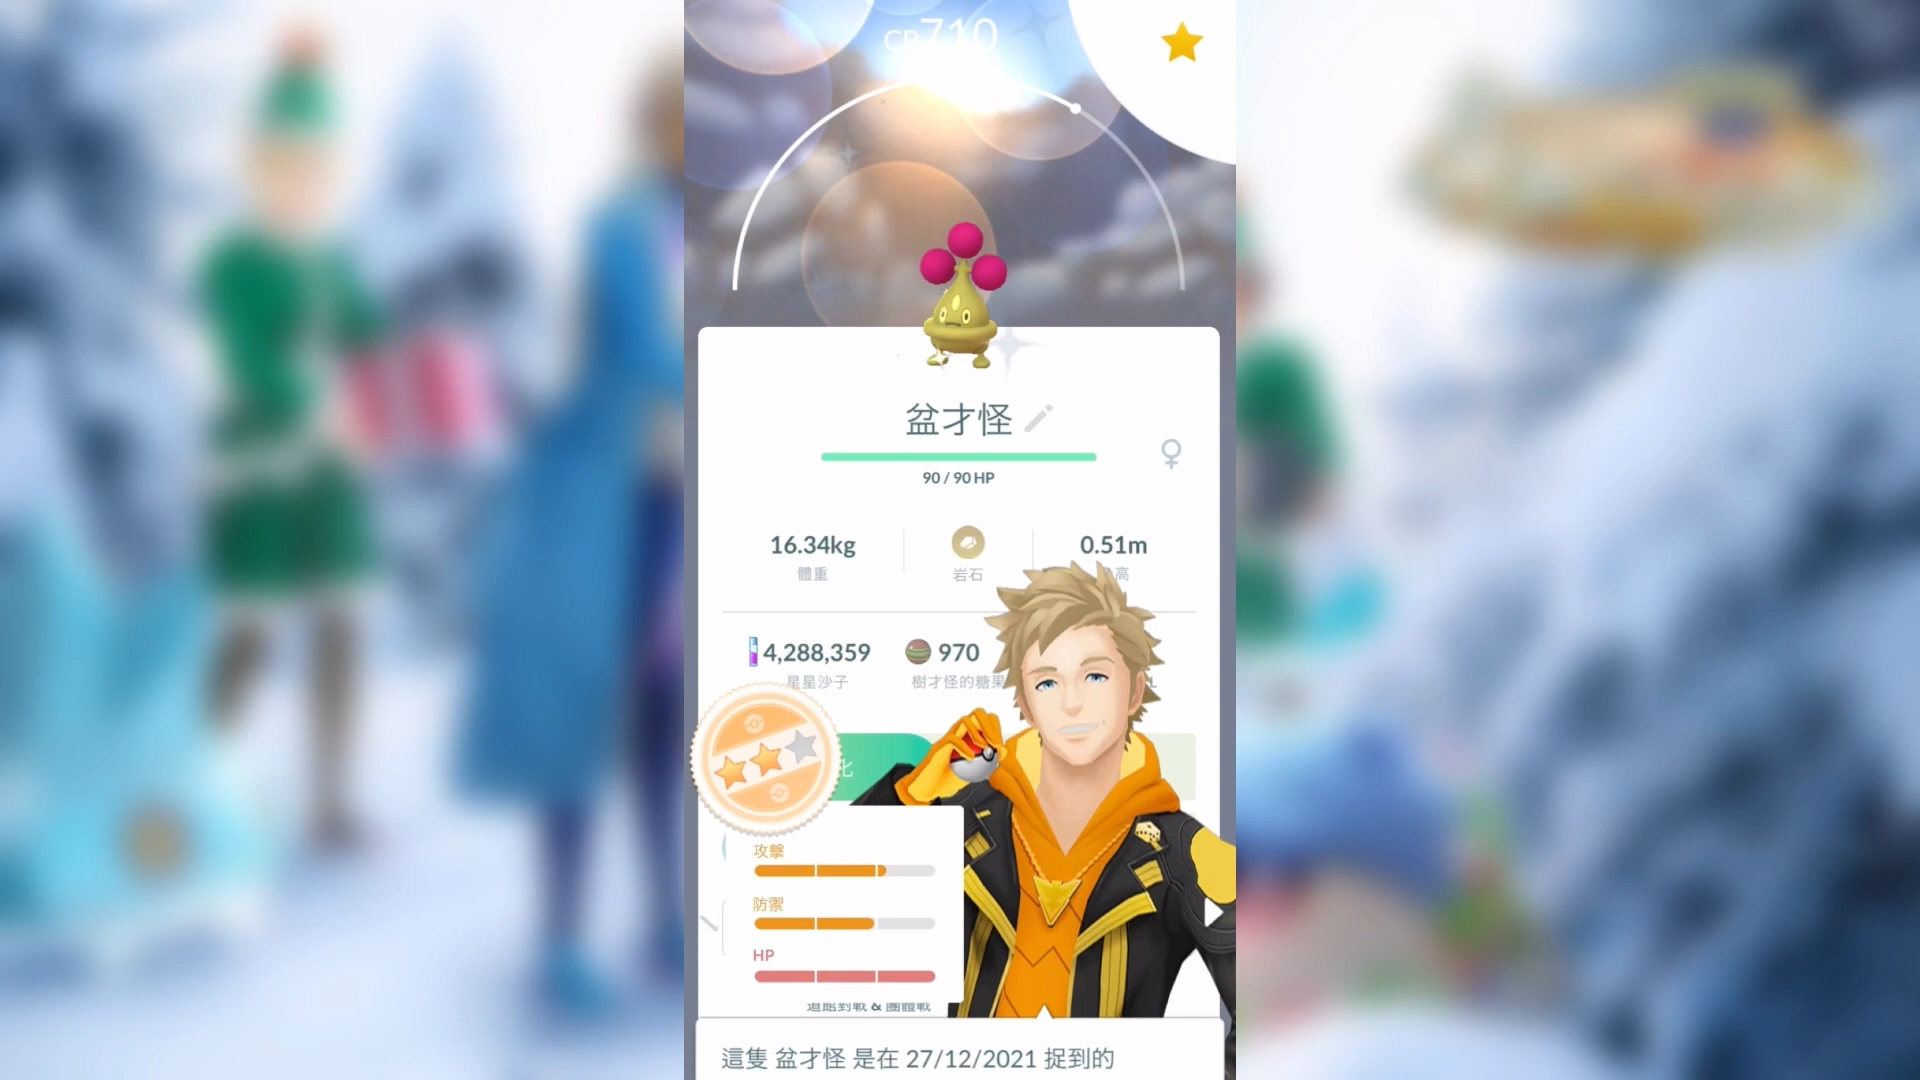 CP710
盆才怪
90 / 90 HP
16.34kg
體重
岩石
0.51m
高
4,288,359
星星沙子
970
樹才怪的糖果
攻擊
防禦
HP
道館對戰 & 團體戰
這隻 盆才怪 是在 27/12/2021 捉到的